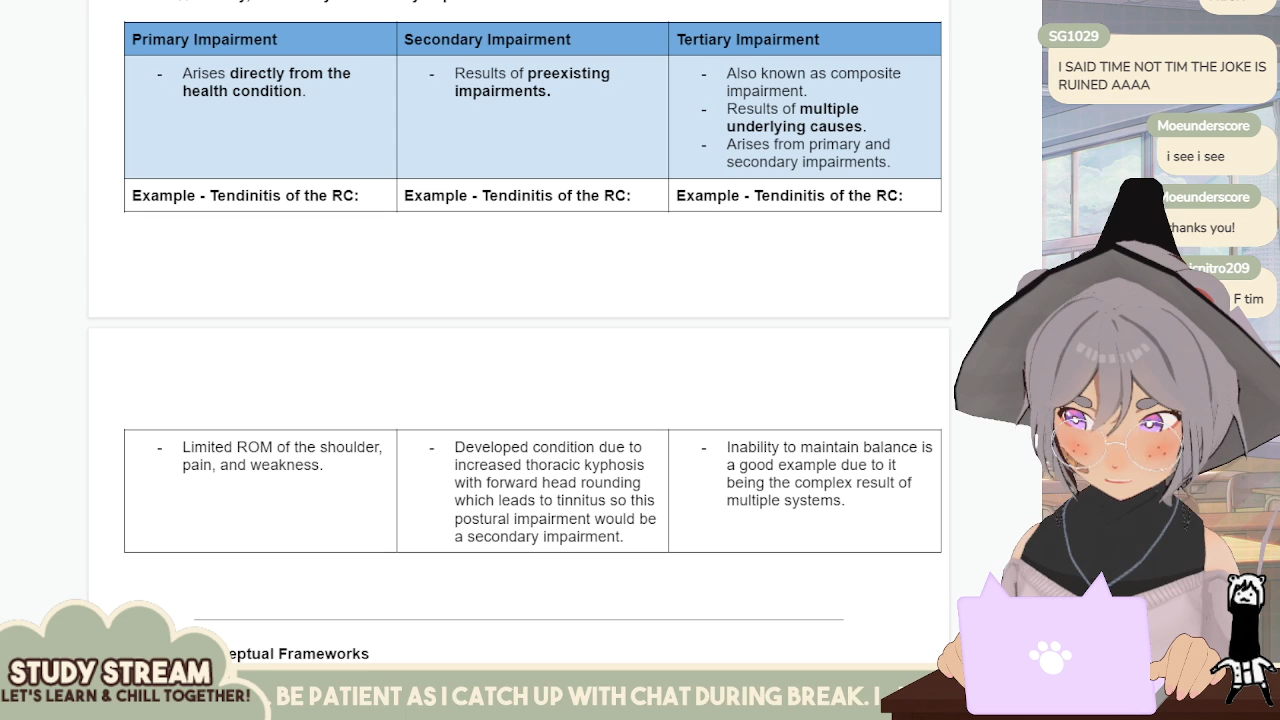 Primary Impairment
Secondary Impairment
Tertiary Impairment
- Arises directly from the
health condition.
- Results of preexisting
impairments.
- Also known as composite
impairment.
- Results of multiple
underlying causes.
- Arises from primary and
secondary impairments.
Example - Tendinitis of the RC:
Example - Tendinitis of the RC:
Example - Tendinitis of the RC:
- Limited ROM of the shoulder,
pain, and weakness.
- Developed condition due to
increased thoracic kyphosis
with forward head rounding
which leads to tinnitus so this
postural impairment would be
a secondary impairment.
- Inability to maintain balance is
a good example due to it
being the complex result of
multiple systems.
Frameworks
SG1029
I SAID TIME NOT TIM THE JOKE IS
RUINED AAAA
Moeunderscore
i see i see
Moeunderscore
thanks you!
F tim
STUDY STREAM
LET'S LEARN & CHILL TOGETHER!
BE PATIENT AS I CATCH UP WITH CHAT DURING BREAK. I